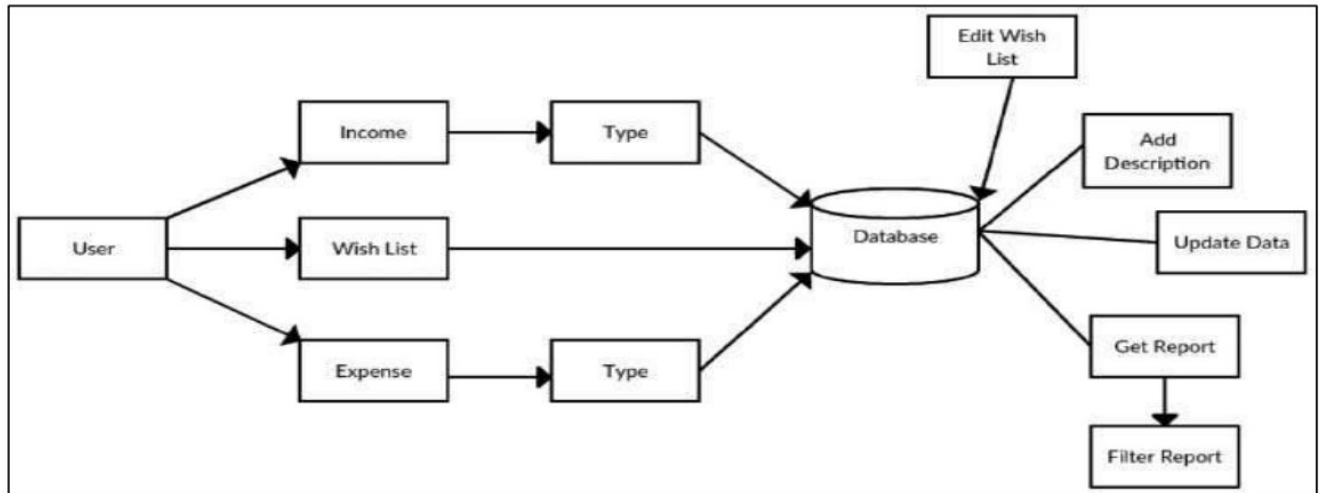 Edit Wish
List
Income
Type
Add
Description
User
Wish List
Database
Update Data
Expense
Type
Get Report
Filter Report